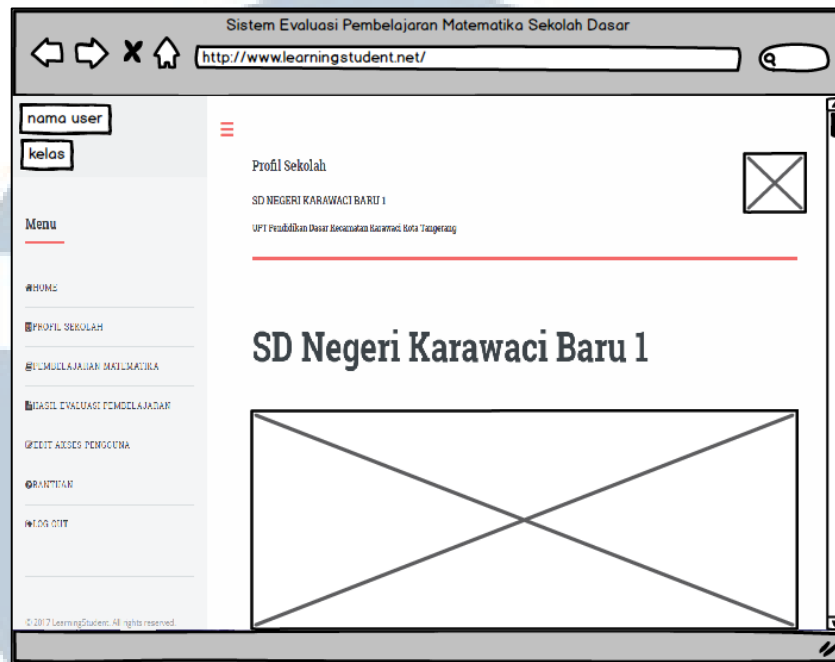 Sistem Evaluasi Pembelajaran Matematika Sekolah Dasar
http://www.learningstudent.net/
nama user
kelas
Menu
HOME
PROFIL SEKOLAH
PEMBELAJARAN MATEMATIKA
HASIL EVALUASI PEMBELAJARAN
EDIT AKSES PENGGUNA
BANTUAN
LOG OUT
© 2017 LearningStudent. All rights reserved.
Profil Sekolah
SD NEGERI KARAWACI BARU 1
UPT Pendidikan Dasar Kecamatan Karawaci Kota Tangerang
SD Negeri Karawaci Baru 1